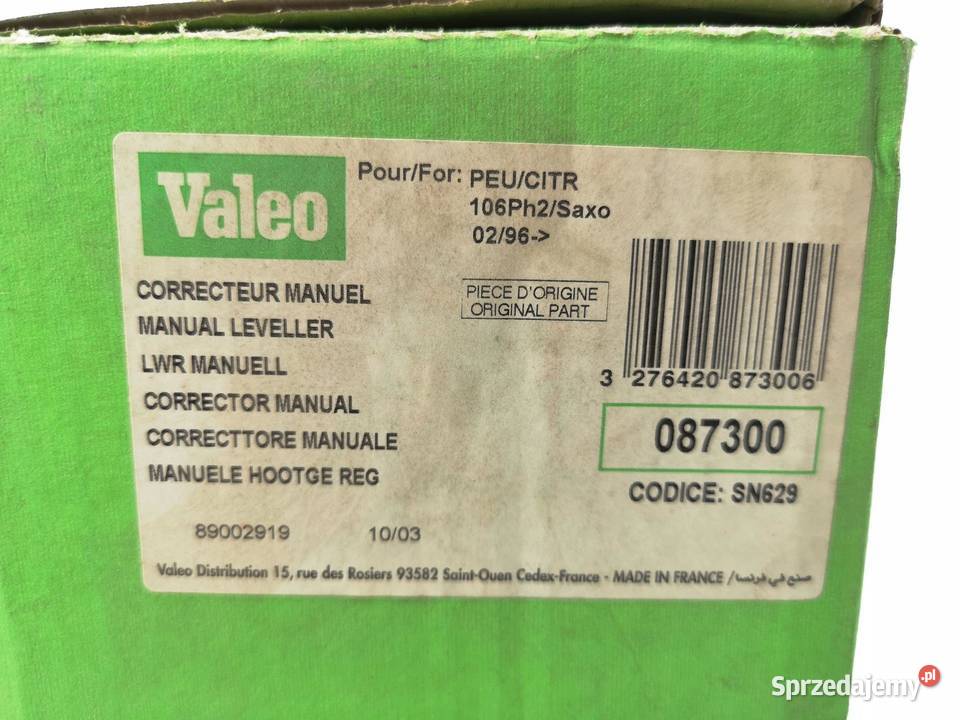 Valeo
Pour/For: PEU/CITR
106Ph2/Saxo
02/96->
CORRECTEUR MANUEL
MANUAL LEVELLER
LWR MANUELL
CORRECTOR MANUAL
CORRECTTORE MANUALE
MANUELE HOOTGE REG
PIECE D'ORIGINE
ORIGINAL PART
3 276420 873006
087300
CODICE: SN629
89002919 10/03
Valeo Distribution 15, rue des Rosiers 93582 Saint-Ouen Cedex-France - MADE IN FRANCE / صنع في فرنسا
Sprzedajemy.pl